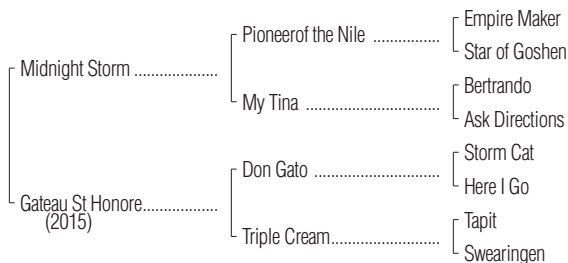 Empire Maker
Pioneerof the Nile ................
Star of Goshen
Midnight Storm ....................
Bertrando
My Tina ................................
Ask Directions
Storm Cat
Don Gato ..............................
Here I Go
Gateau St Honore..................
(2015)
Tapit
Triple Cream..........................
Swearingen